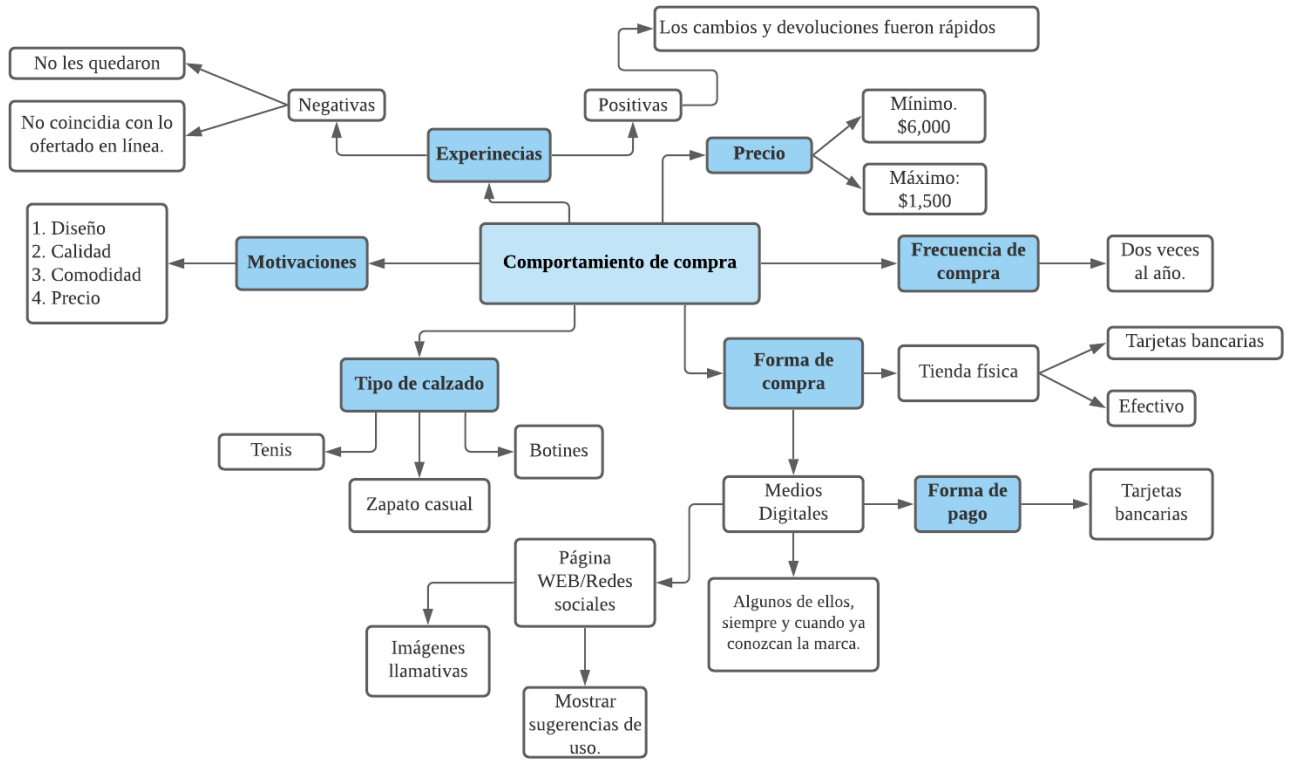 Los cambios y devoluciones fueron rápidos
No les quedaron
Negativas
Positivas
Mínimo.
$6,000
No coincidia con lo
ofertado en línea.
Experinecias
Precio
Máximo:
$1,500
1. Diseño
2. Calidad
3. Comodidad
4. Precio
Motivaciones
Comportamiento de compra
Frecuencia de
compra
Dos veces
al año.
Tipo de calzado
Forma de
compra
Tienda física
Tarjetas bancarias
Efectivo
Tenis
Zapato casual
Botines
Medios
Digitales
Forma de
pago
Tarjetas
bancarias
Página
WEB/Redes
sociales
Algunos de ellos,
siempre y cuando ya
conozcan la marca.
Imágenes
llamativas
Mostrar
sugerencias de
uso.